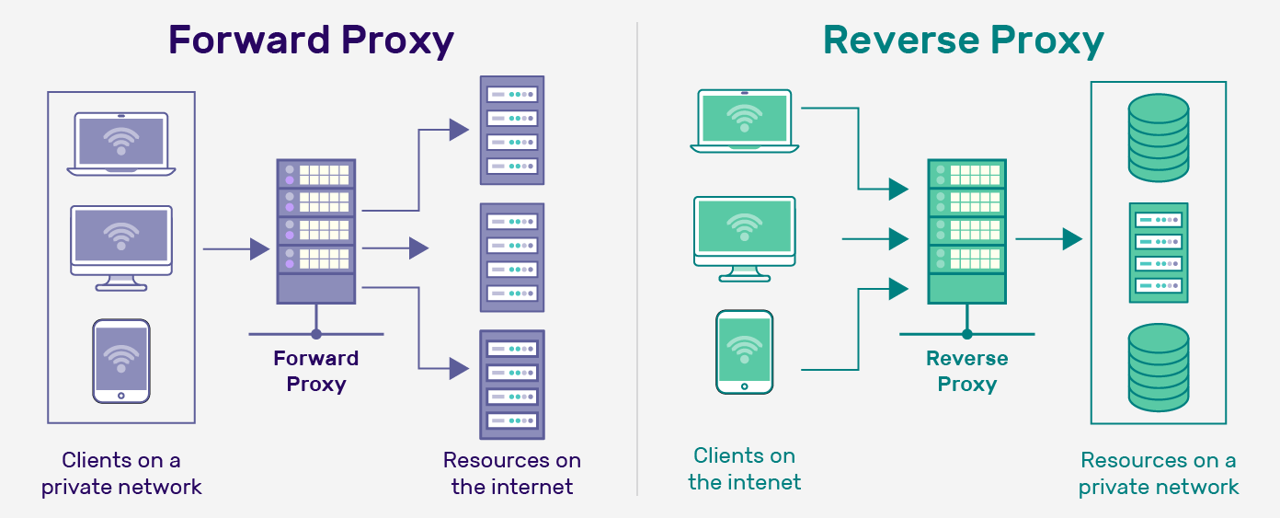 Forward Proxy
Forward
Proxy
Clients on a
private network
Resources on
the internet
Reverse Proxy
Reverse
Proxy
Clients on
the intenet
Resources on a
private network